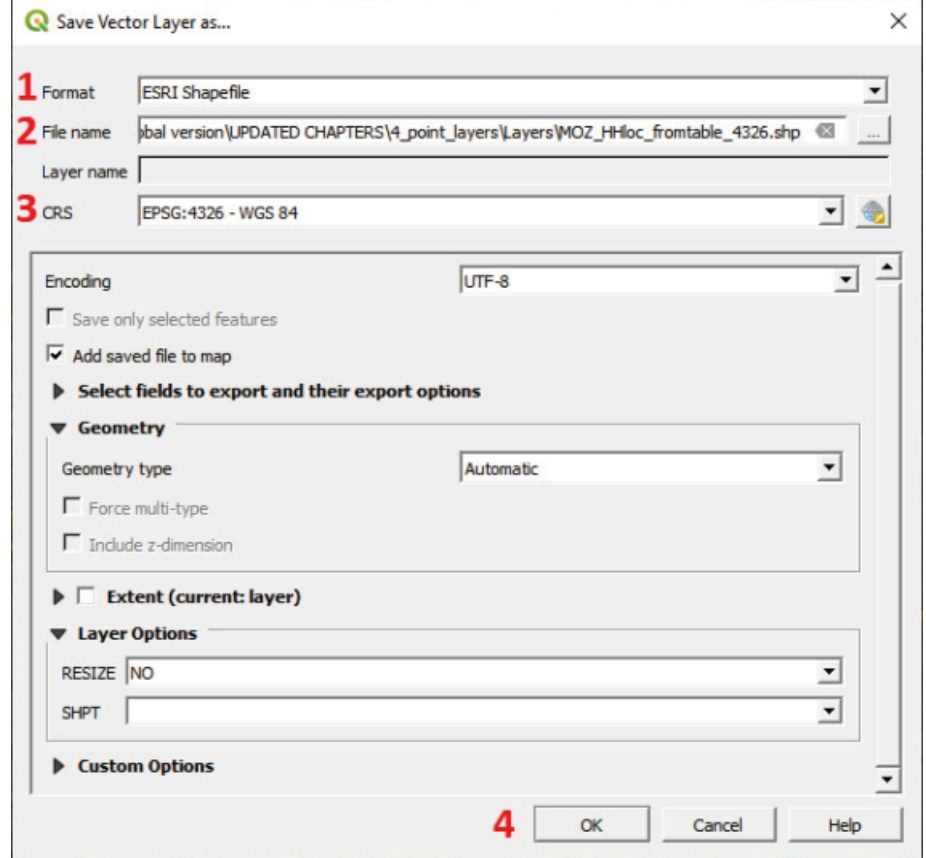 Save Vector Layer as...
1 Format ESRI Shapefile
2 File name obal version\UPDATED CHAPTERS\4_point_layers\Layers\MOZ_HHloc_fromtable_4326.shp ...
Layer name
3 CRS EPSG:4326 - WGS 84
Encoding UTF-8
Save only selected features
Add saved file to map
Select fields to export and their export options
Geometry
Geometry type Automatic
Force multi-type
Include z-dimension
Extent (current: layer)
Layer Options
RESIZE NO
SHPT
Custom Options
4 OK Cancel Help